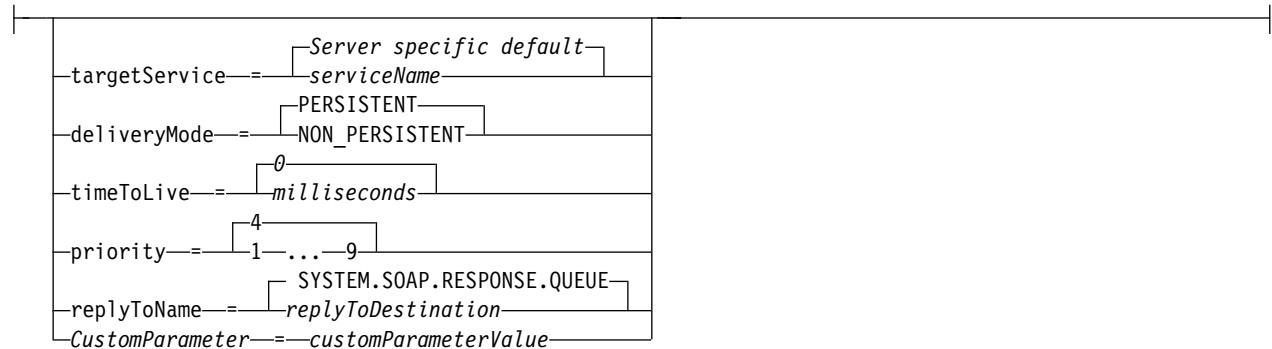 Server specific default
targetService = serviceName
PERSISTENT
deliveryMode = NON_PERSISTENT
0
timeToLive = milliseconds
4
priority = 1 ... 9
SYSTEM.SOAP.RESPONSE.QUEUE
replyToName = replyToDestination
CustomParameter = customParameterValue